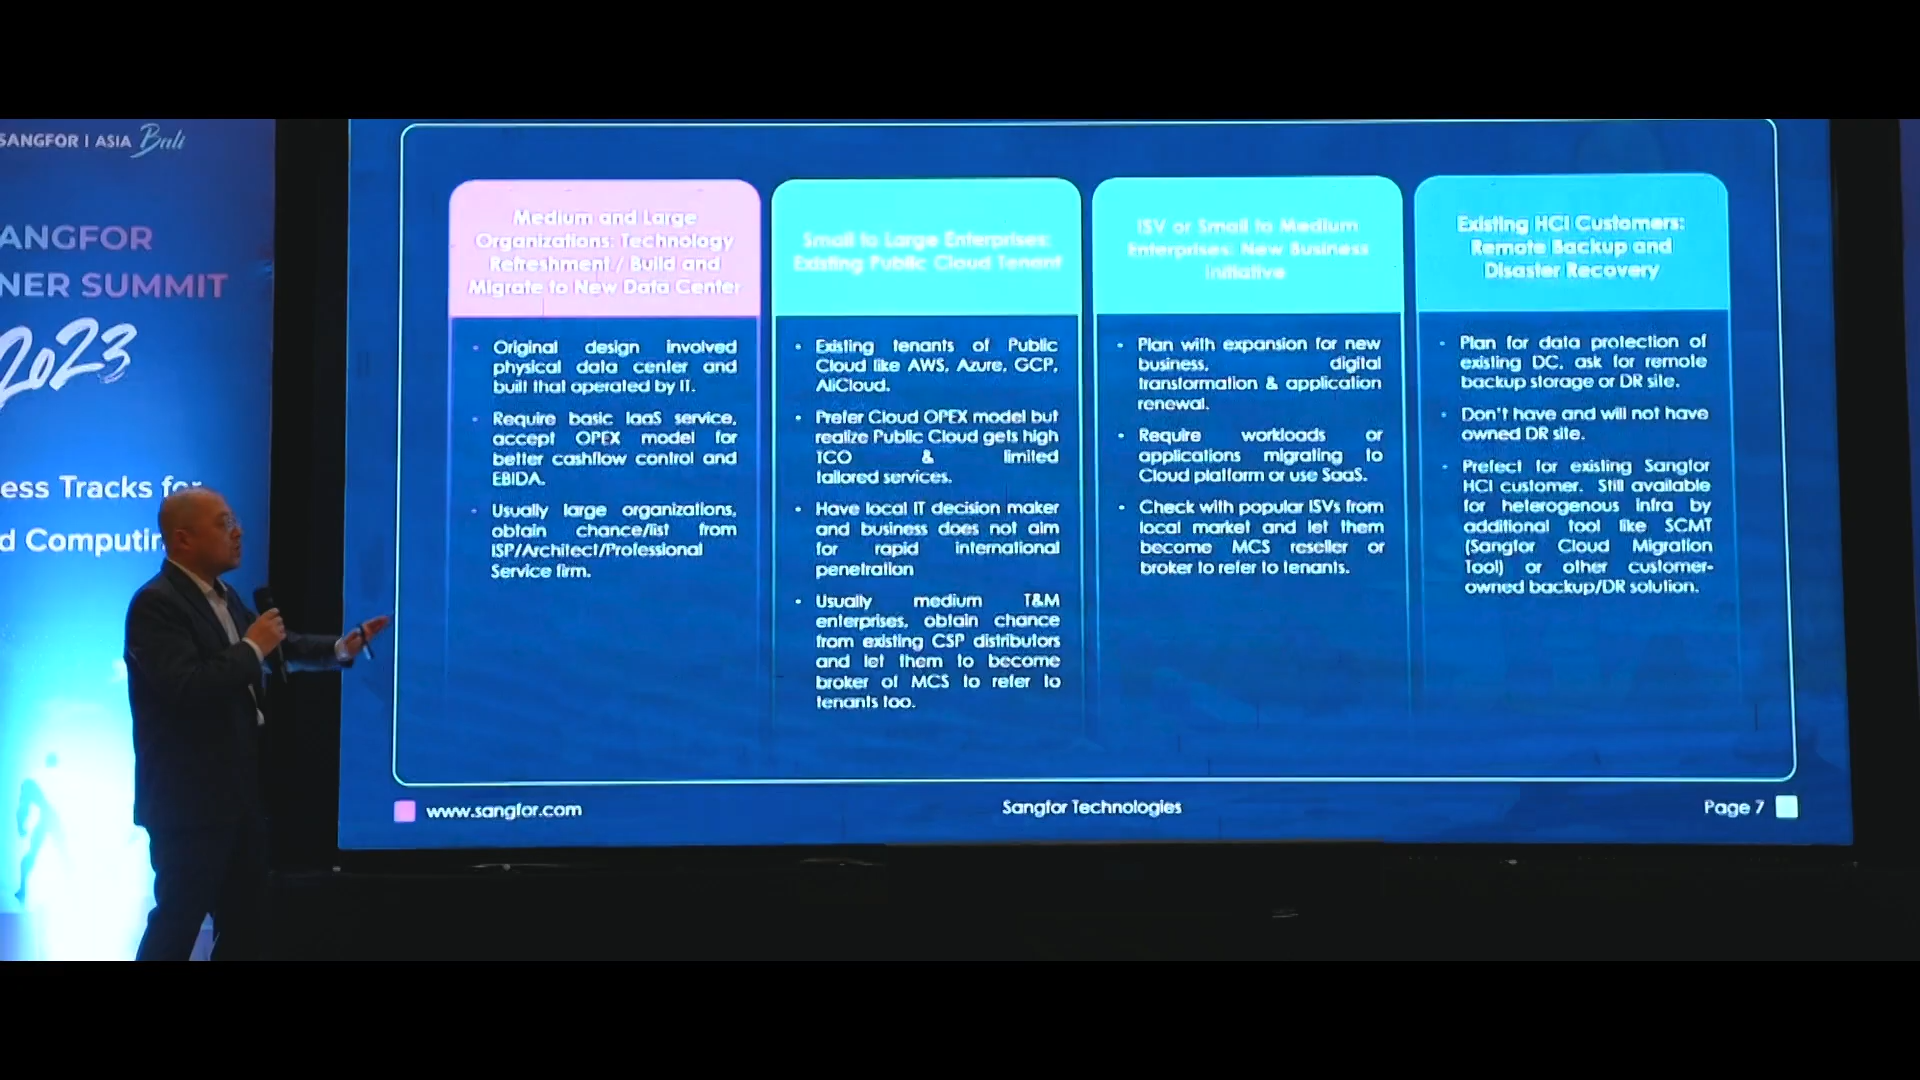 SANGFOR | ASIA Bali
ANGFOR
NER SUMMIT
2023
ess Tracks for
d Computin
Medium and Large
Organizations: Technology
Refreshment / Build and
Migrate to New Data Center
• Original design involved
physical data center and
built that operated by IT.
• Require basic IaaS service,
accept OPEX model for
better cashflow control and
EBIDA.
• Usually large organizations,
obtain chance/list from
ISP/Architect/Professional
Service firm.
Small to Large Enterprises:
Existing Public Cloud Tenant
• Existing tenants of Public
Cloud like AWS, Azure, GCP,
AliCloud.
• Prefer Cloud OPEX model but
realize Public Cloud gets high
TCO & limited
tailored services.
• Have local IT decision maker
and business does not aim
for rapid international
penetration
• Usually medium T&M
enterprises, obtain chance
from existing CSP distributors
and let them to become
broker of MCS to refer to
tenants too.
ISV or Small to Medium
Enterprises: New Business
Initiative
• Plan with expansion for new
business, digital
transformation & application
renewal.
• Require workloads or
applications migrating to
Cloud platform or use SaaS.
• Check with popular ISVs from
local market and let them
become MCS reseller or
broker to refer to tenants.
Existing HCI Customers:
Remote Backup and
Disaster Recovery
• Plan for data protection of
existing DC, ask for remote
backup storage or DR site.
• Don't have and will not have
owned DR site.
• Prefect for existing Sangfor
HCI customer. Still available
for heterogenous infra by
additional tool like SCMT
(Sangfor Cloud Migration
Tool) or other customer-
owned backup/DR solution.
www.sangfor.com
Sangfor Technologies
Page 7